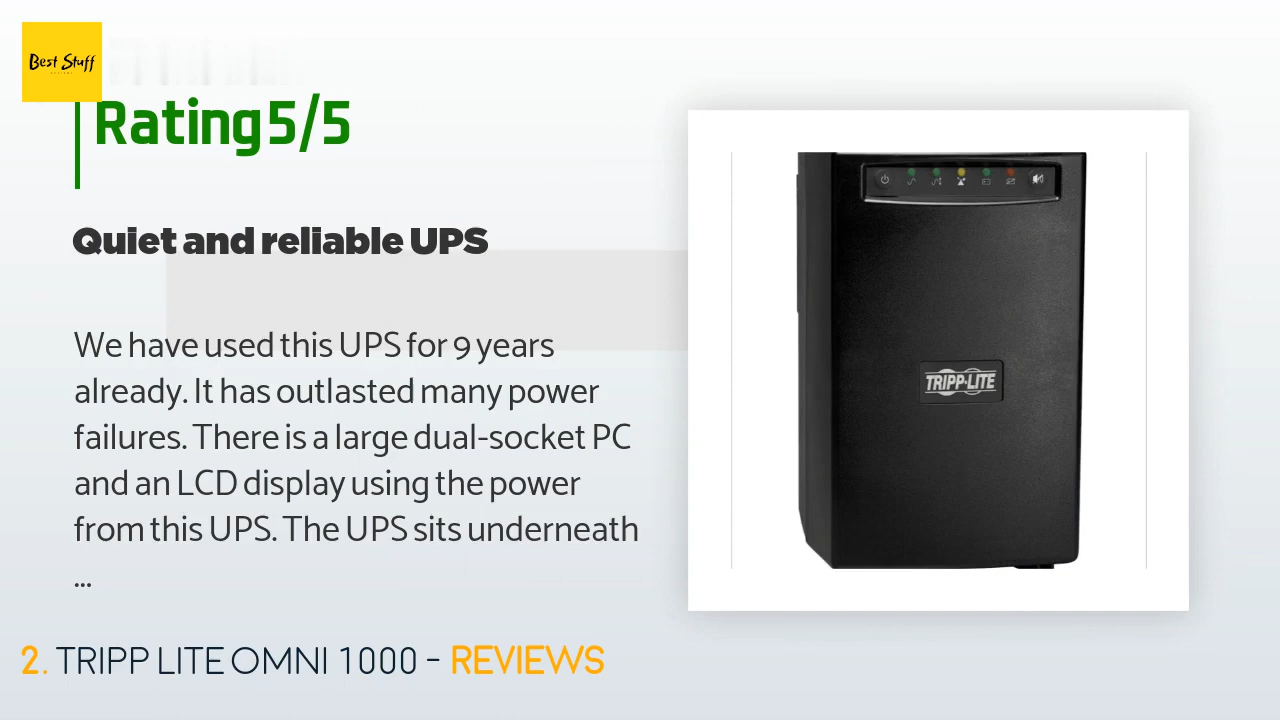 Best Stuff
Rating 5/5
Quiet and reliable UPS
We have used this UPS for 9 years
already. It has outlasted many power
failures. There is a large dual-socket PC
and an LCD display using the power
from this UPS. The UPS sits underneath
...
TRIPP·LITE
2. TRIPP LITE OMNI 1000 - REVIEWS